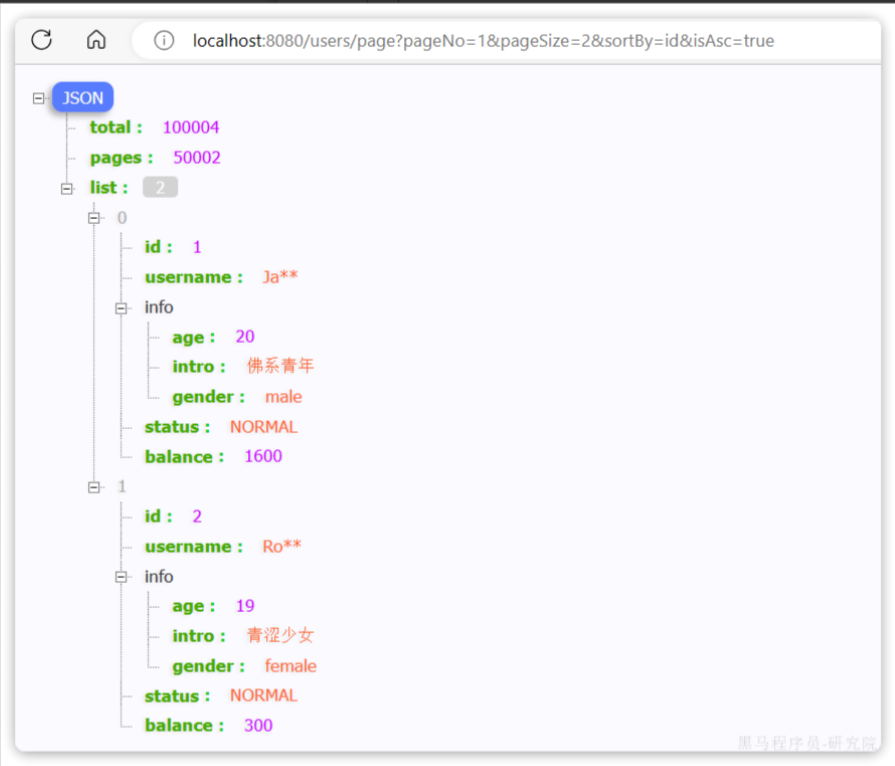 localhost:8080/users/page?pageNo=1&pageSize=2&sortBy=id&isAsc=true
JSON
total : 100004
pages : 50002
list : 2
0
id : 1
username : Ja**
info
age : 20
intro : 佛系青年
gender : male
status : NORMAL
balance : 1600
1
id : 2
username : Ro**
info
age : 19
intro : 青涩少女
gender : female
status : NORMAL
balance : 300
黑马程序员-研究院